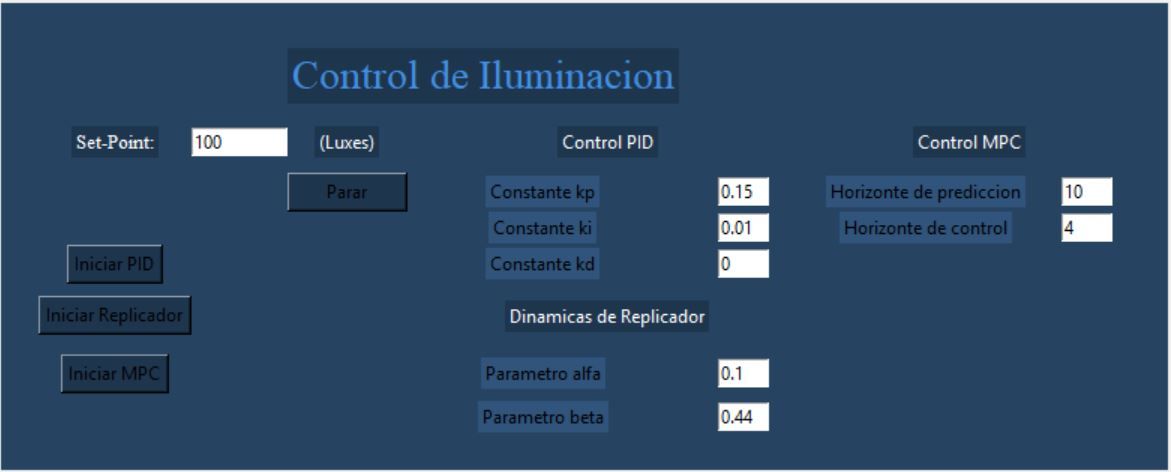 Control de Iluminacion
Set-Point: 100 (Luxes) Control PID Control MPC
Parar Constante kp 0.15 Horizonte de prediccion 10
Constante ki 0.01 Horizonte de control 4
Iniciar PID Constante kd 0
Iniciar Replicador Dinamicas de Replicador
Iniciar MPC Parametro alfa 0.1
Parametro beta 0.44